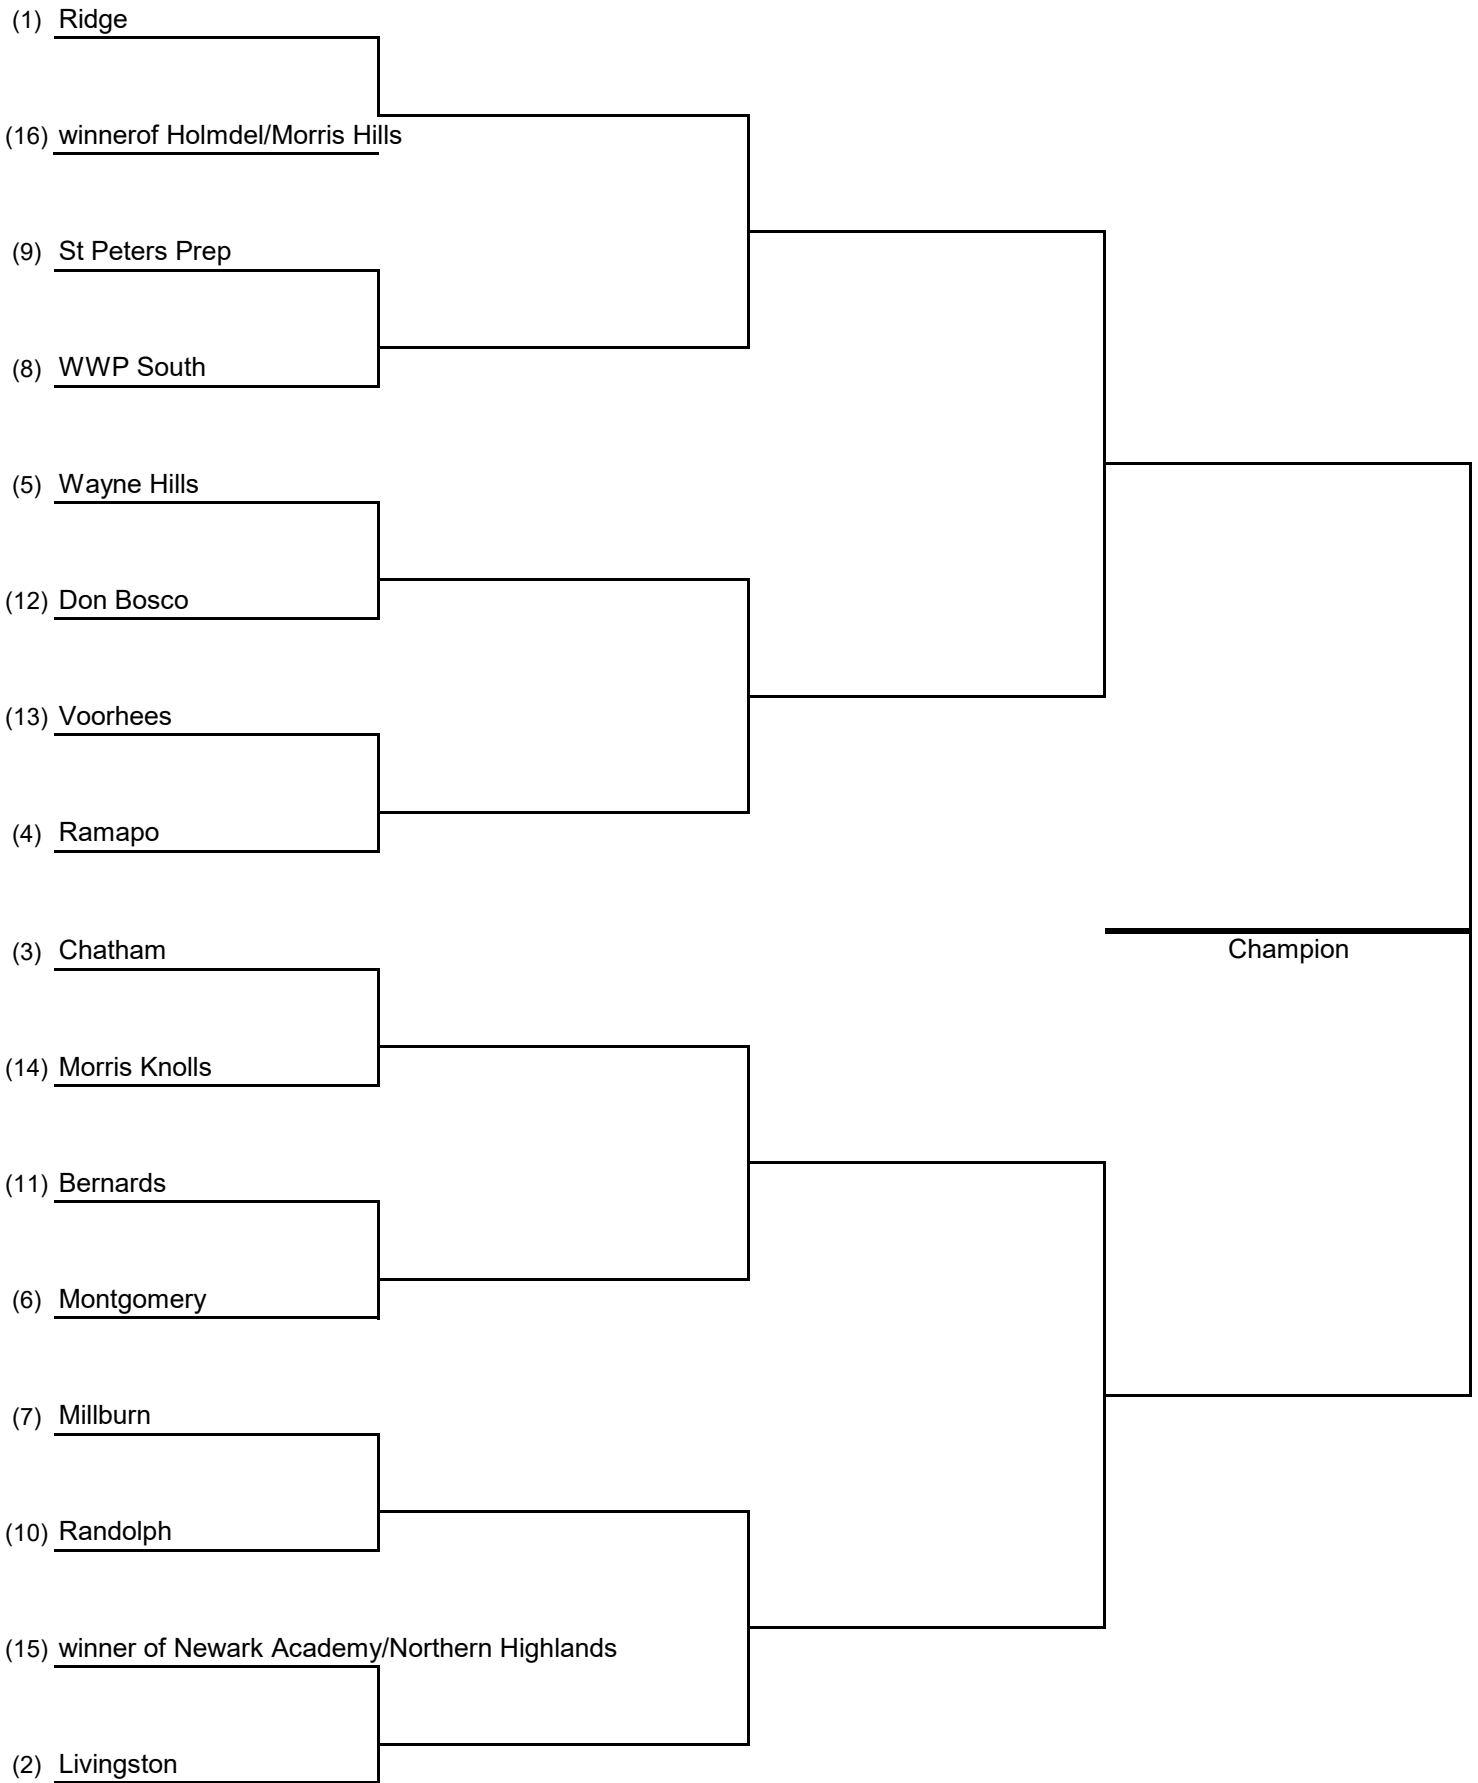 (1) Ridge
(16) winnerof Holmdel/Morris Hills
(9) St Peters Prep
(8) WWP South
(5) Wayne Hills
(12) Don Bosco
(13) Voorhees
(4) Ramapo
(3) Chatham
Champion
(14) Morris Knolls
(11) Bernards
(6) Montgomery
(7) Millburn
(10) Randolph
(15) winner of Newark Academy/Northern Highlands
(2) Livingston